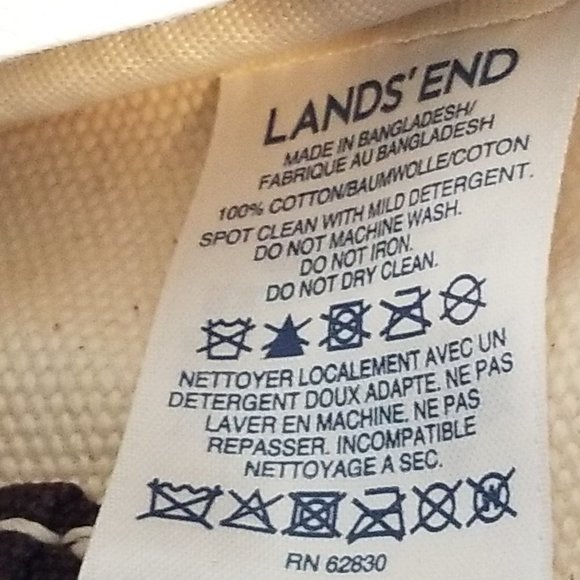 LANDS' END
MADE IN BANGLADESH/
FABRIQUE AU BANGLADESH
100% COTTON/BAUMWOLLE/COTON
SPOT CLEAN WITH MILD DETERGENT.
DO NOT MACHINE WASH.
DO NOT IRON.
DO NOT DRY CLEAN.
NETTOYER LOCALEMENT AVEC UN
DETERGENT DOUX ADAPTE. NE PAS
LAVER EN MACHINE. NE PAS
REPASSER. INCOMPATIBLE
NETTOYAGE A SEC.
W
RN 62830